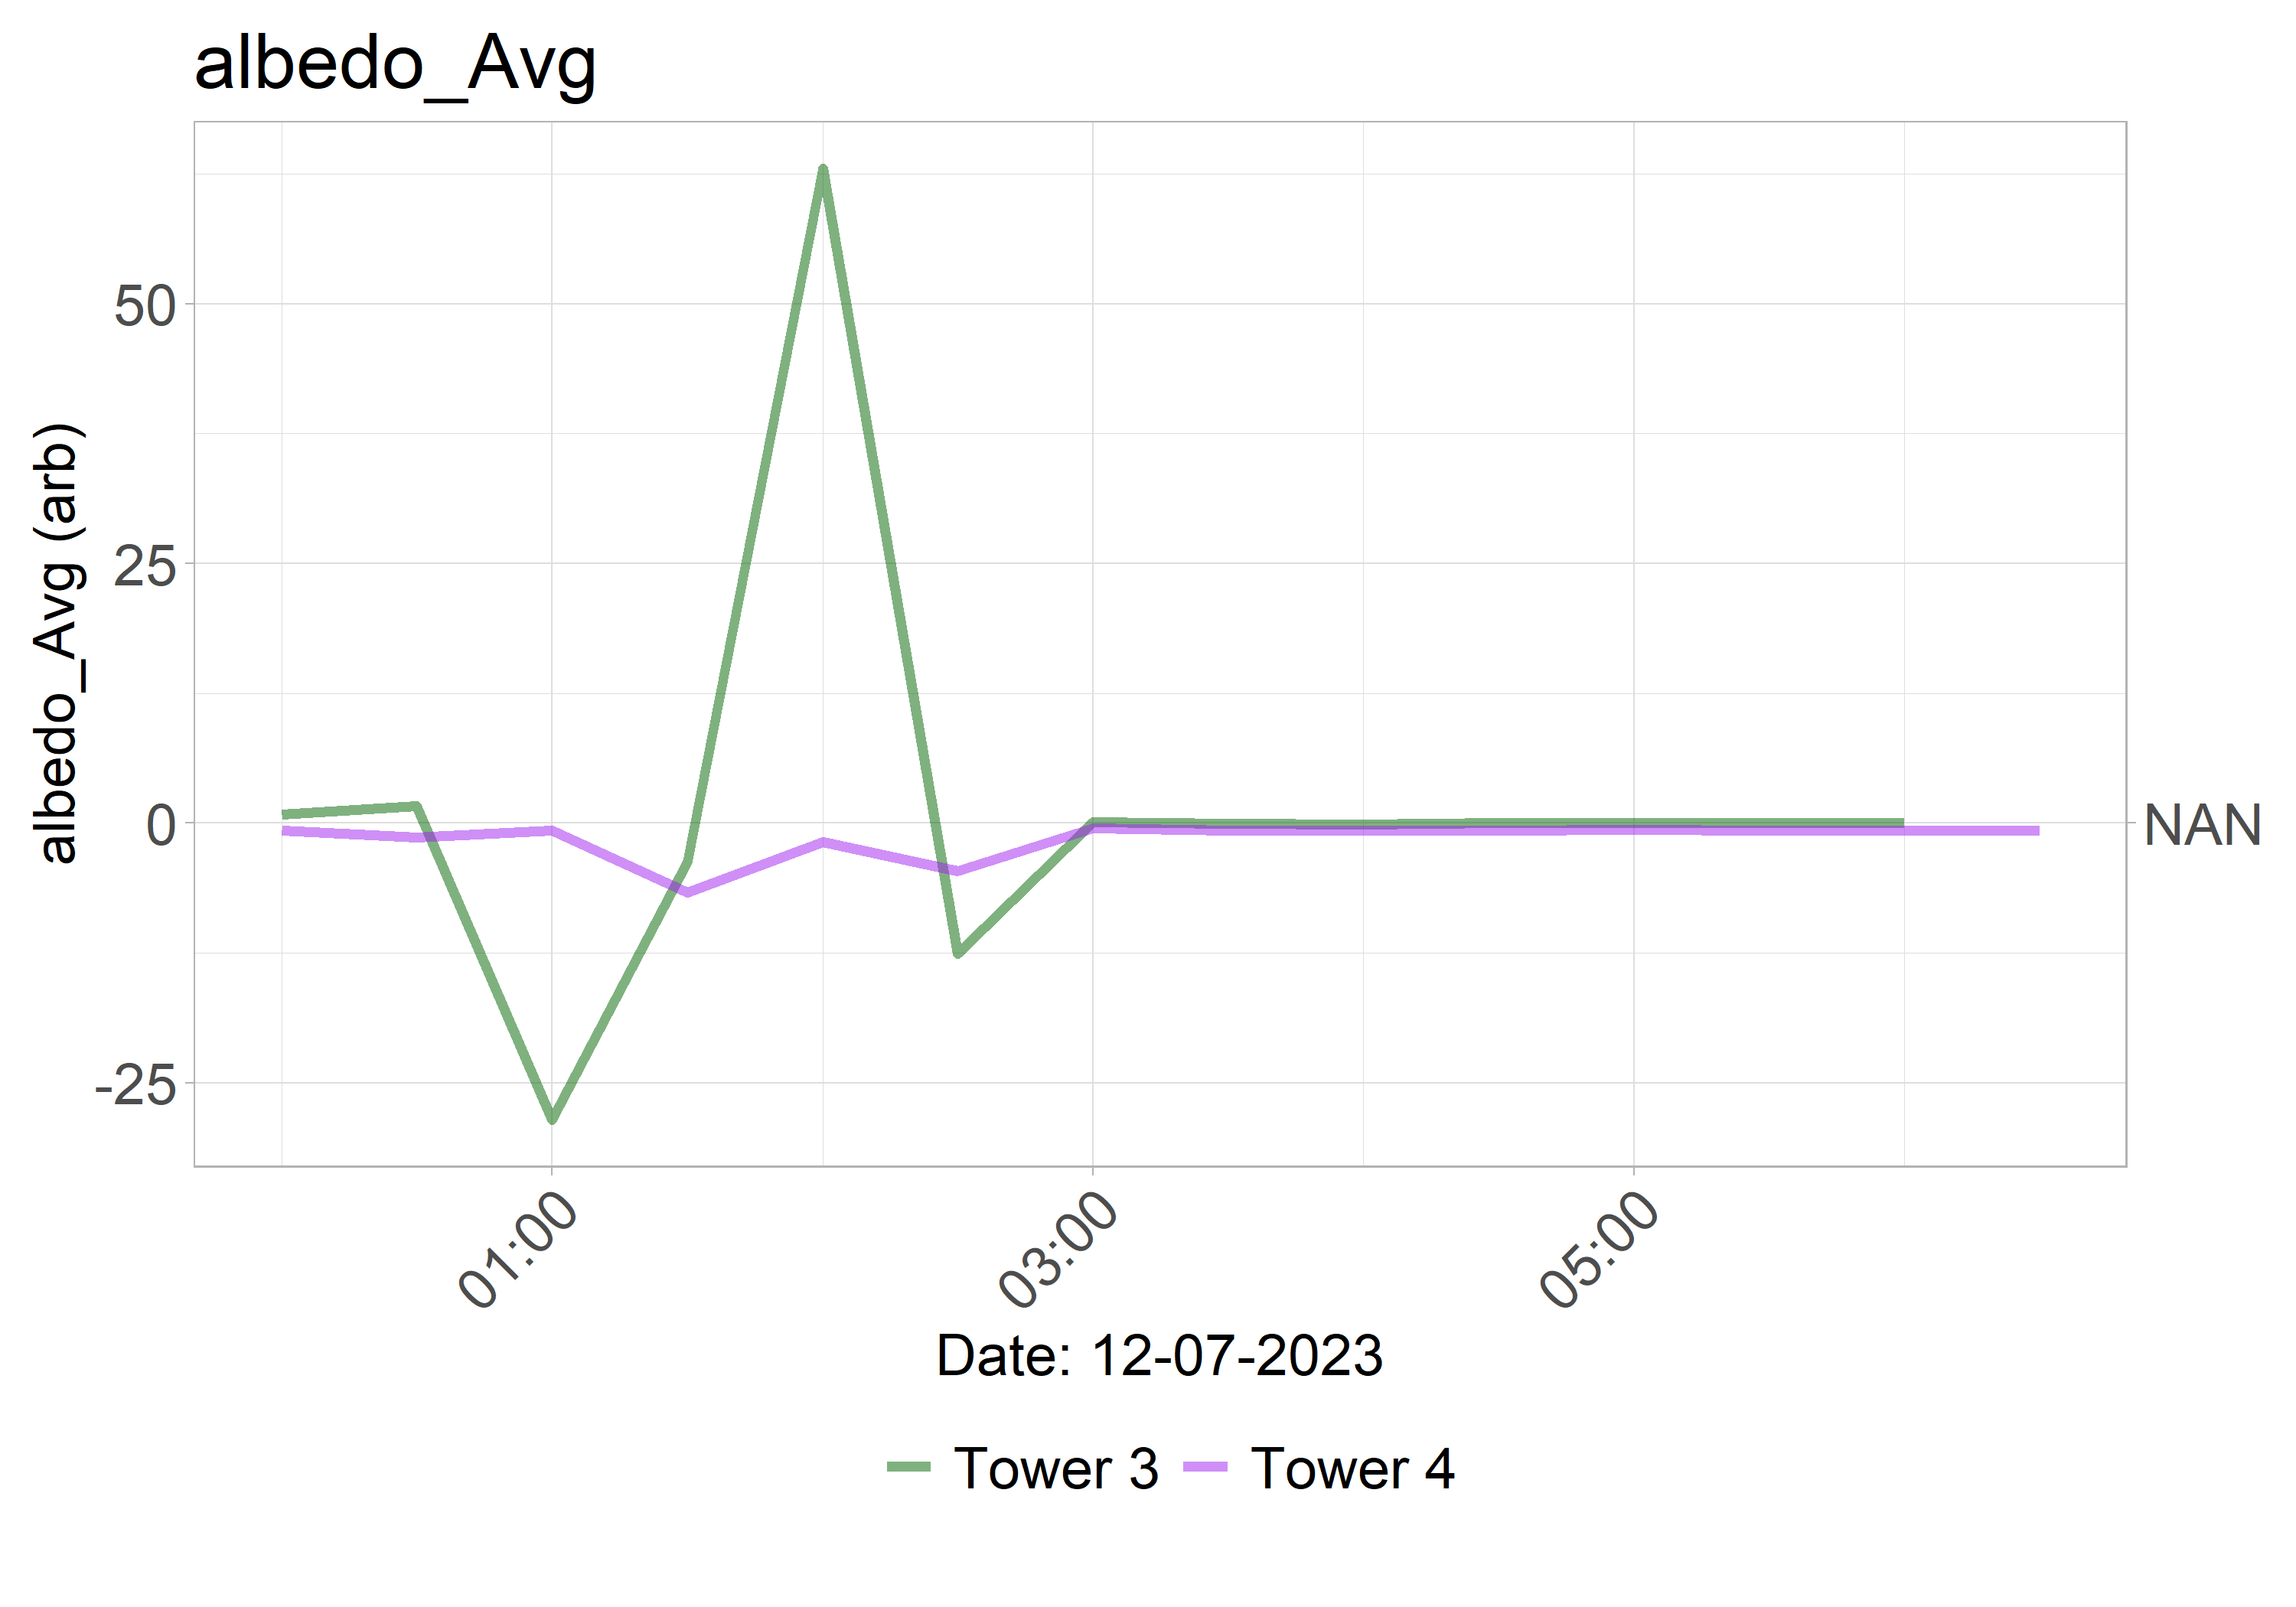 albedo_Avg
albedo_Avg (arb)
50
25
0
-25
NAN
01:00
03:00
05:00
Date: 12-07-2023
Tower 3
Tower 4